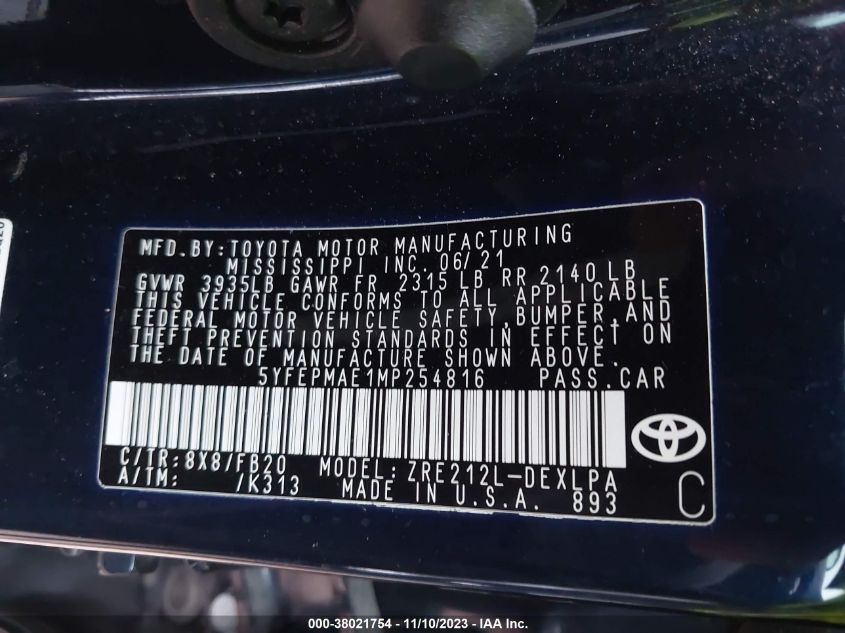 MFD.BY:TOYOTA MOTOR MANUFACTURING
MISSISSIPPI INC. 06/21
GVWR 3935LB GAWR FR 2315 LB RR 2140 LB
THIS VEHICLE CONFORMS TO ALL APPLICABLE
FEDERAL MOTOR VEHICLE SAFETY, BUMPER, AND
THEFT PREVENTION STANDARDS IN EFFECT ON
THE DATE OF MANUFACTURE SHOWN ABOVE.
5YFEPMAE1MP254816 PASS.CAR
C/TR:8X8/FB20 MODEL: ZRE212L-DEXLPA
A/TM: /K313 MADE IN U.S.A. 893 C
000-38021754 - 11/10/2023 - IAA Inc.